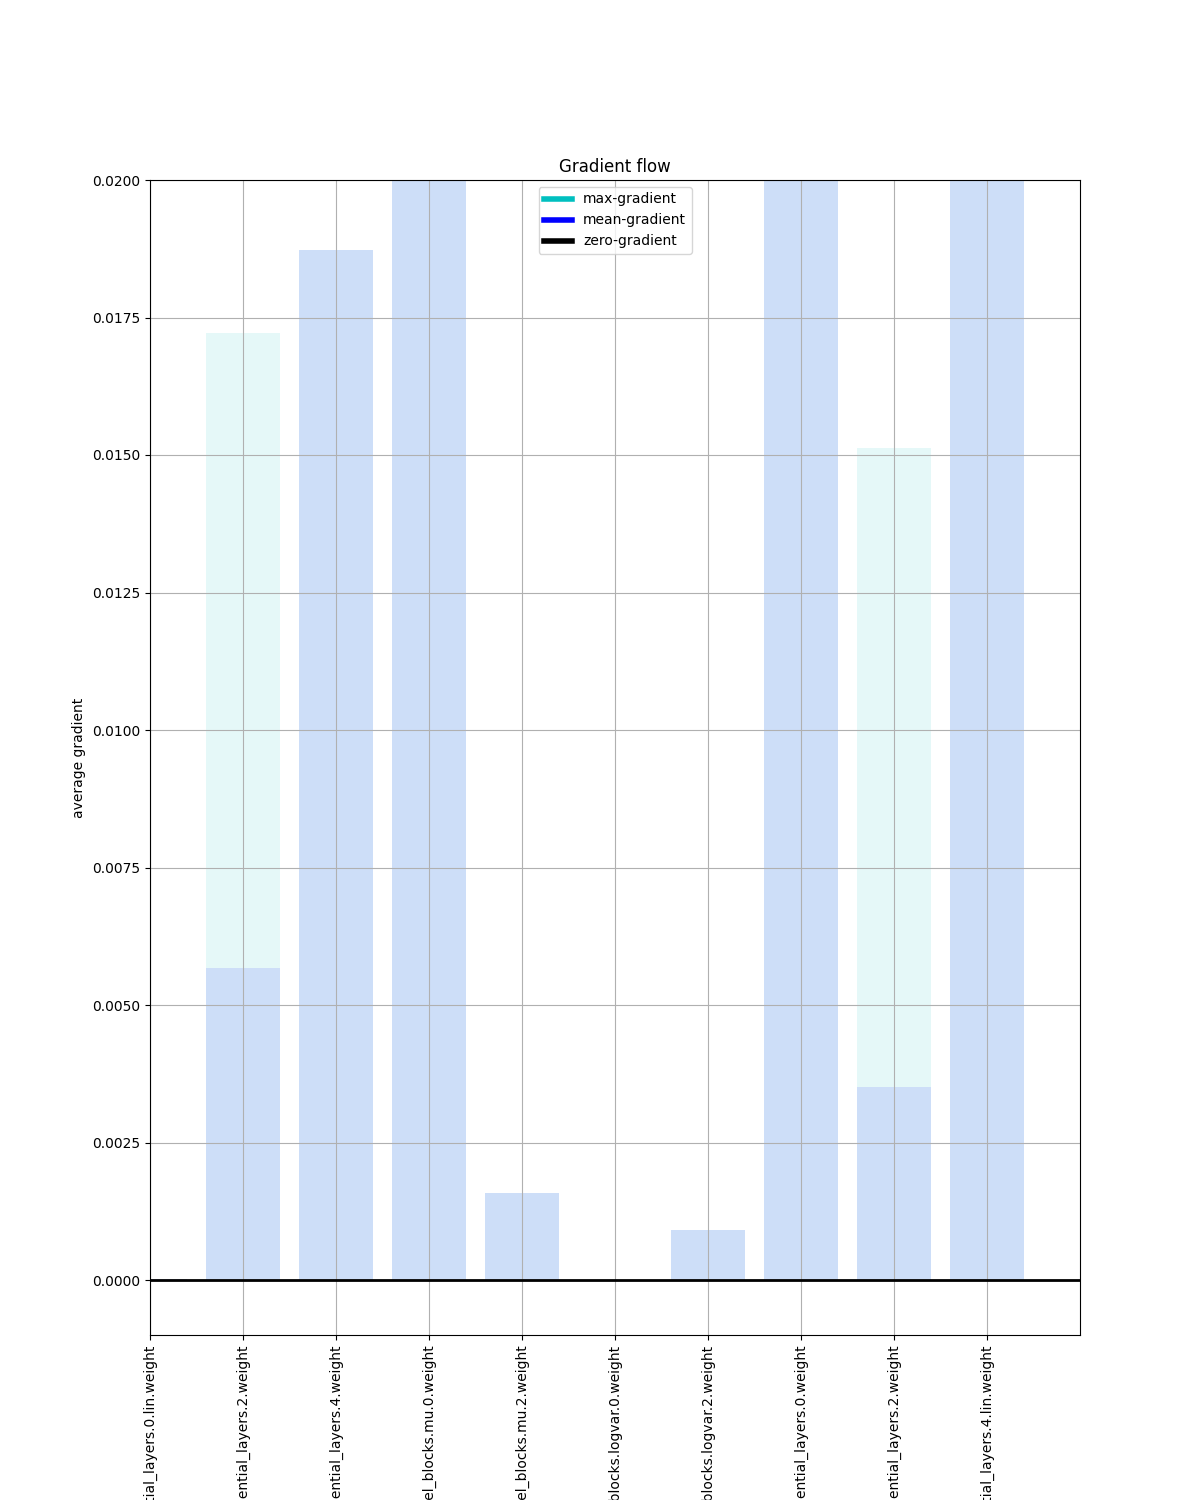 Gradient flow
max-gradient
mean-gradient
zero-gradient
0.0200
0.0175
0.0150
0.0125
0.0100
0.0075
0.0050
0.0025
0.0000
average gradient
tial_layers.0.lin.weight
ential_layers.2.weight
ential_layers.4.weight
el_blocks.mu.0.weight
el_blocks.mu.2.weight
blocks.logvar.0.weight
blocks.logvar.2.weight
ential_layers.0.weight
ential_layers.2.weight
tial_layers.4.lin.weight